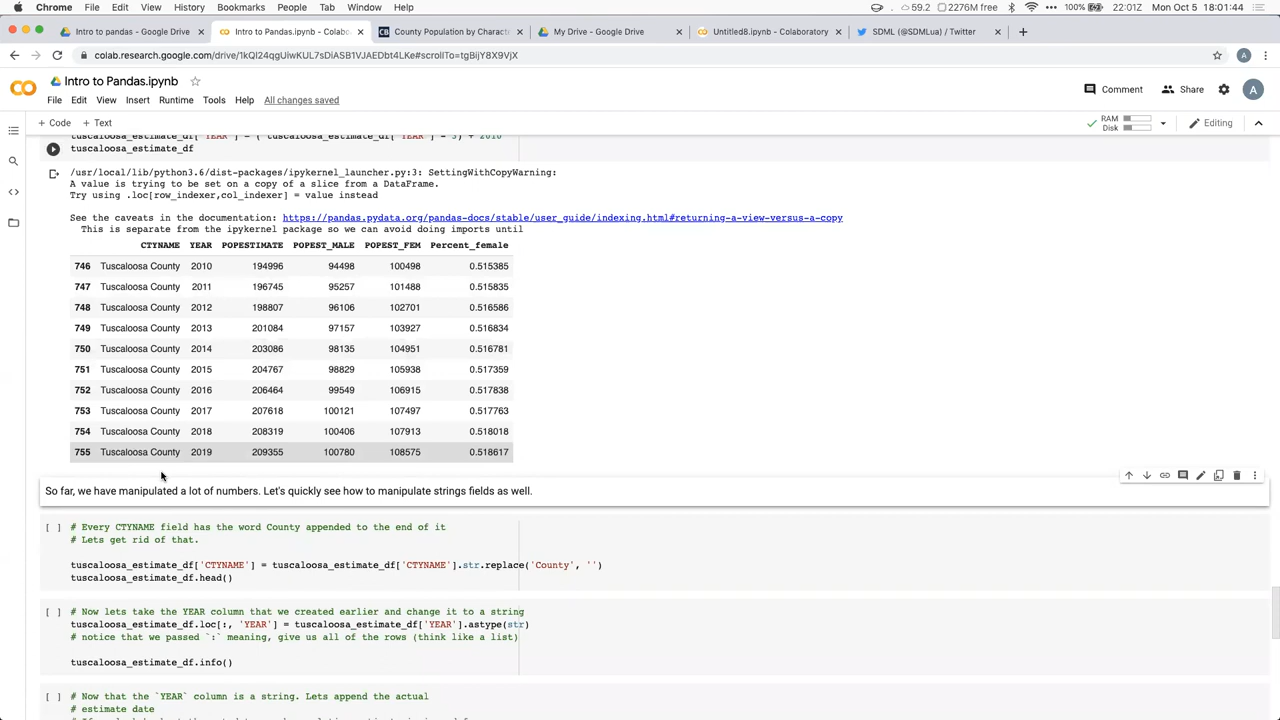 Chrome File Edit View History Bookmarks People Tab Window Help 59.2 2276M free 100% 22:01Z Mon Oct 5 18:01:44
Intro to pandas - Google Drive Intro to Pandas.ipynb - Colabo County Population by Charact My Drive - Google Drive Untitled8.ipynb - Colaboratory SDML (@SDMLua) / Twitter
colab.research.google.com/drive/1kQl24qgUiwKUL7sDiASB1VJAEDbt4LKe#scrollTo=tgBijY8X9VjX A
Intro to Pandas.ipynb
Comment Share A
File Edit View Insert Runtime Tools Help All changes saved
+ Code + Text RAM Disk Editing
tuscaloosa_estimate_df['YEAR'] = ( tuscaloosa_estimate_df['YEAR'] - 3) + 2010
tuscaloosa_estimate_df
/usr/local/lib/python3.6/dist-packages/ipykernel_launcher.py:3: SettingWithCopyWarning:
A value is trying to be set on a copy of a slice from a DataFrame.
Try using .loc[row_indexer,col_indexer] = value instead
See the caveats in the documentation: https://pandas.pydata.org/pandas-docs/stable/user_guide/indexing.html#returning-a-view-versus-a-copy
This is separate from the ipykernel package so we can avoid doing imports until
CTYNAME YEAR POPESTIMATE POPEST_MALE POPEST_FEM Percent_female
746 Tuscaloosa County 2010 194996 94498 100498 0.515385
747 Tuscaloosa County 2011 196745 95257 101488 0.515835
748 Tuscaloosa County 2012 198807 96106 102701 0.516586
749 Tuscaloosa County 2013 201084 97157 103927 0.516834
750 Tuscaloosa County 2014 203086 98135 104951 0.516781
751 Tuscaloosa County 2015 204767 98829 105938 0.517359
752 Tuscaloosa County 2016 206464 99549 106915 0.517838
753 Tuscaloosa County 2017 207618 100121 107497 0.517763
754 Tuscaloosa County 2018 208319 100406 107913 0.518018
755 Tuscaloosa County 2019 209355 100780 108575 0.518617
So far, we have manipulated a lot of numbers. Let's quickly see how to manipulate strings fields as well.
[ ] # Every CTYNAME field has the word County appended to the end of it
# Lets get rid of that.
tuscaloosa_estimate_df['CTYNAME'] = tuscaloosa_estimate_df['CTYNAME'].str.replace('County', '')
tuscaloosa_estimate_df.head()
[ ] # Now lets take the YEAR column that we created earlier and change it to a string
tuscaloosa_estimate_df.loc[:, 'YEAR'] = tuscaloosa_estimate_df['YEAR'].astype(str)
# notice that we passed `:` meaning, give us all of the rows (think like a list)
tuscaloosa_estimate_df.info()
[ ] # Now that the `YEAR` column is a string. Lets append the actual
# estimate date